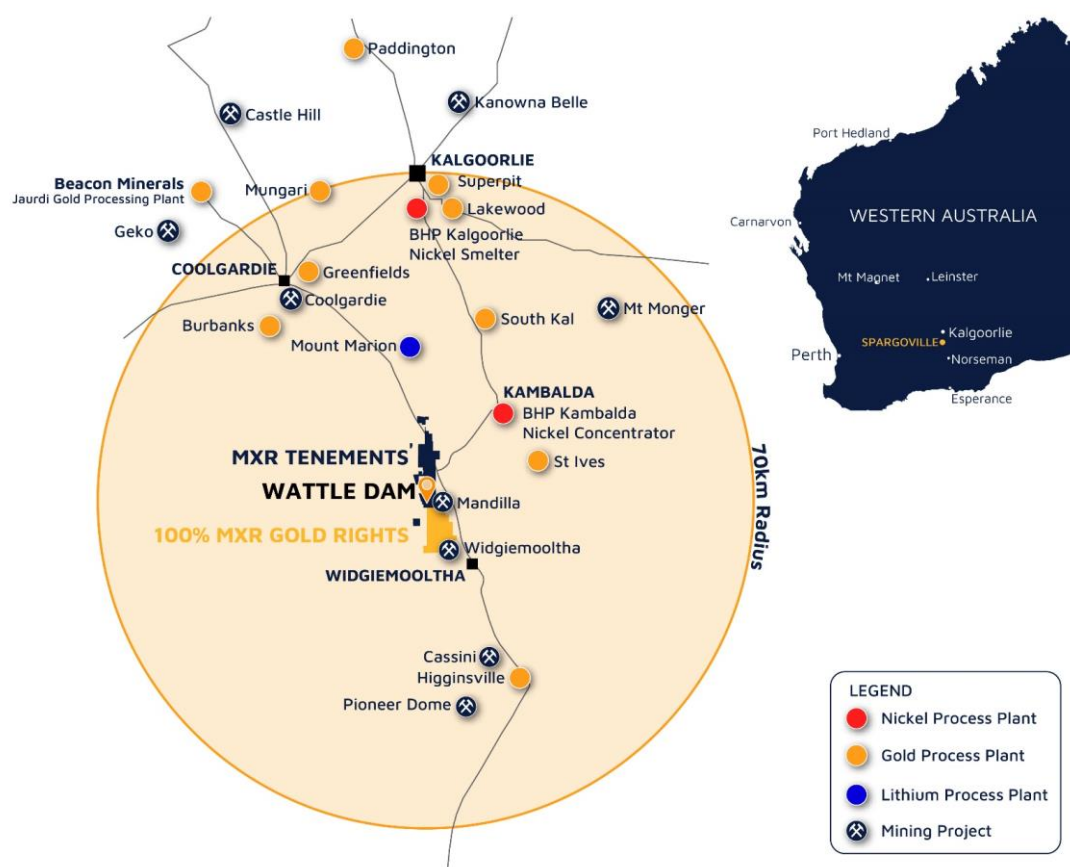 Paddington
Castle Hill
Kanowna Belle
KALGOORLIE
Beacon Minerals
Jaurdi Gold Processing Plant
Mungari
Superpit
Lakewood
Geko
BHP Kalgoorlie
Nickel Smelter
COOLGARDIE
Greenfields
Coolgardie
Burbanks
South Kal
Mt Monger
Mount Marion
KAMBALDA
BHP Kambalda
Nickel Concentrator
MXR TENEMENTS'
St Ives
WATTLE DAM
Mandilla
100% MXR GOLD RIGHTS
Widgiemooltha
WIDGIEMOOLTHA
70km Radius
Cassini
Higginsville
Pioneer Dome
Port Hedland
WESTERN AUSTRALIA
Carnarvon
Mt Magnet
Leinster
Kalgoorlie
SPARGOVILLE
Perth
Norseman
Esperance
LEGEND
Nickel Process Plant
Gold Process Plant
Lithium Process Plant
Mining Project